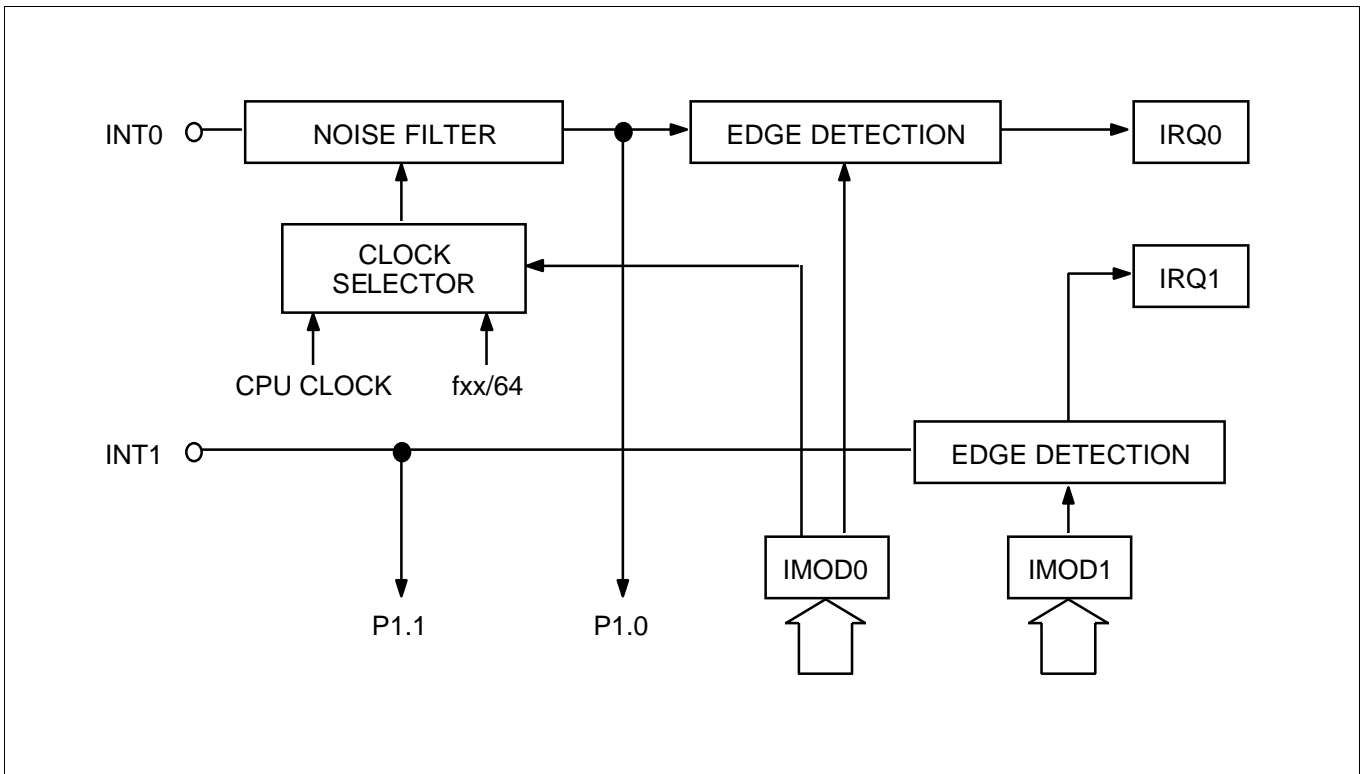 INT0
NOISE FILTER
EDGE DETECTION
IRQ0
CLOCK
SELECTOR
IRQ1
CPU CLOCK
fxx/64
INT1
EDGE DETECTION
IMOD0
IMOD1
P1.1
P1.0